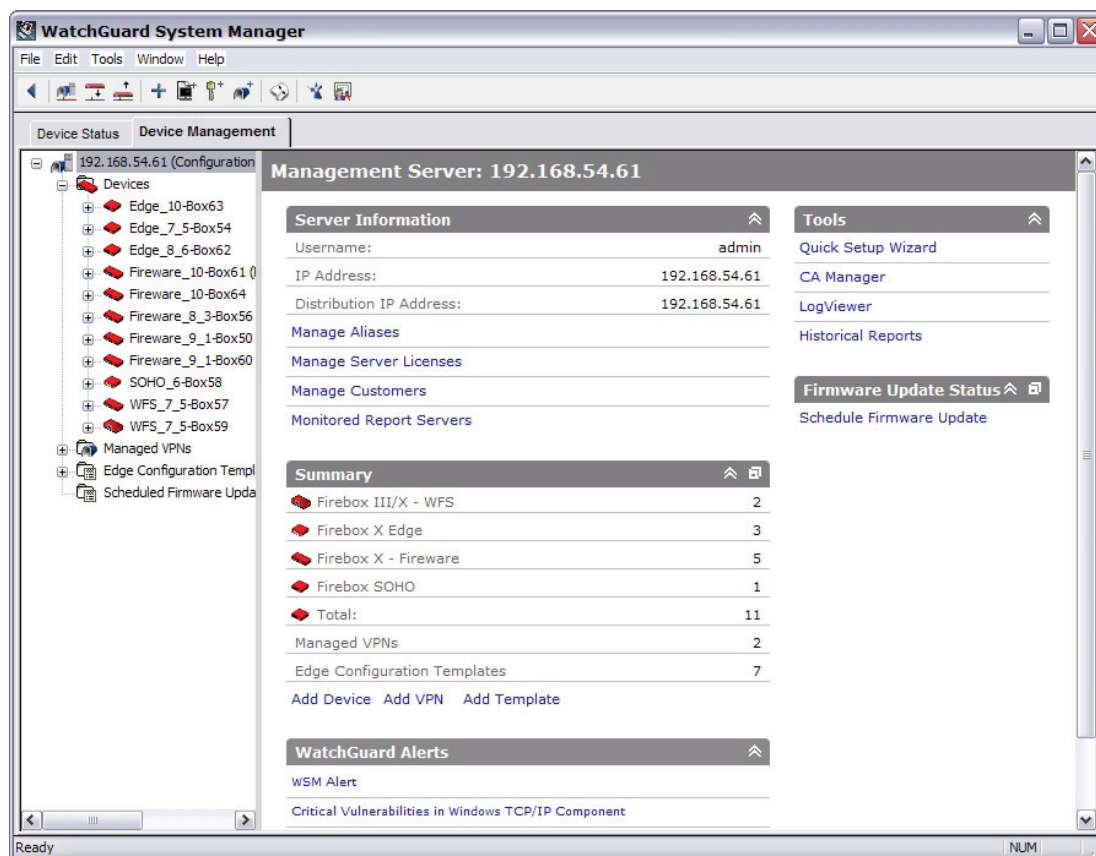 WatchGuard System Manager
File Edit Tools Window Help
Device Status Device Management
192.168.54.61 (Configuration
Devices
Edge_10-Box63
Edge_7_5-Box54
Edge_8_6-Box62
Fireware_10-Box61 (
Fireware_10-Box64
Fireware_8_3-Box56
Fireware_9_1-Box50
Fireware_9_1-Box60
SOHO_6-Box58
WFS_7_5-Box57
WFS_7_5-Box59
Managed VPNs
Edge Configuration Templ
Scheduled Firmware Upda
Management Server: 192.168.54.61
Server Information
Username: admin
IP Address: 192.168.54.61
Distribution IP Address: 192.168.54.61
Manage Aliases
Manage Server Licenses
Manage Customers
Monitored Report Servers
Summary
Firebox III/X - WFS 2
Firebox X Edge 3
Firebox X - Fireware 5
Firebox SOHO 1
Total: 11
Managed VPNs 2
Edge Configuration Templates 7
Add Device Add VPN Add Template
WatchGuard Alerts
WSM Alert
Critical Vulnerabilities in Windows TCP/IP Component
Tools
Quick Setup Wizard
CA Manager
LogViewer
Historical Reports
Firmware Update Status
Schedule Firmware Update
Ready NUM